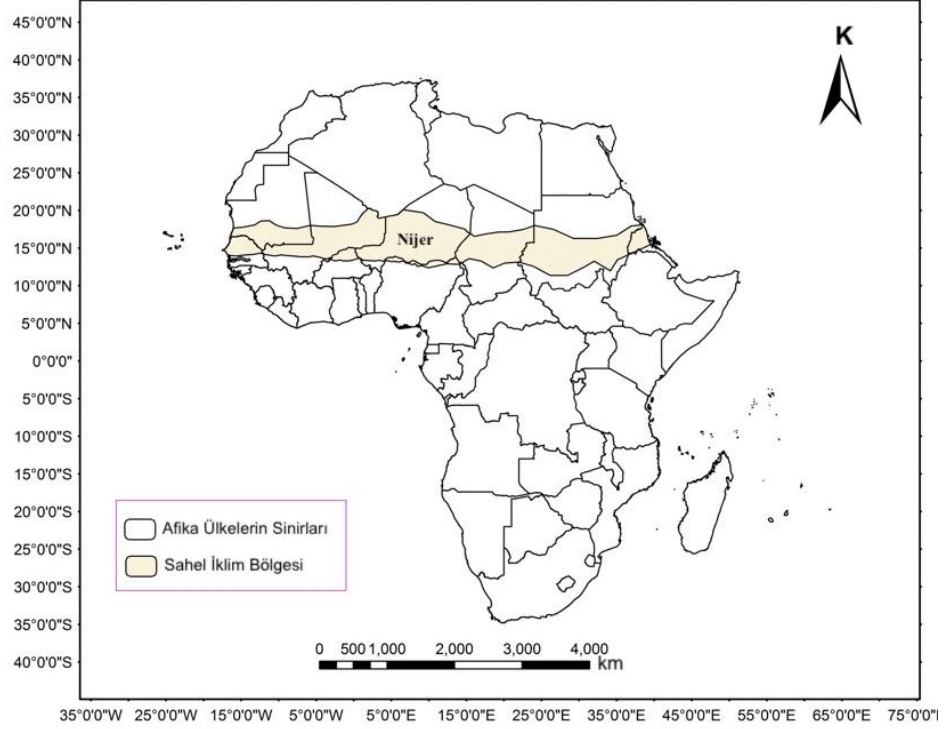 45°0'0"N
40°0'0"N
35°0'0"N
30°0'0"N
25°0'0"N
20°0'0"N
15°0'0"N
10°0'0"N
5°0'0"N
0°0'0"
5°0'0"S
10°0'0"S
15°0'0"S
20°0'0"S
25°0'0"S
30°0'0"S
35°0'0"S
40°0'0"S
K
Nijer
Afika Ülkelerin Sinirları
Sahel İklim Bölgesi
0 500 1,000 2,000 3,000 4,000 km
35°0'0"W 25°0'0"W 15°0'0"W 5°0'0"W 5°0'0"E 15°0'0"E 25°0'0"E 35°0'0"E 45°0'0"E 55°0'0"E 65°0'0"E 75°0'0"